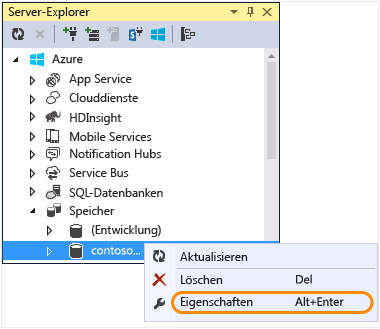 Server-Explorer
Azure
App Service
Clouddienste
HDInsight
Mobile Services
Notification Hubs
Service Bus
SQL-Datenbanken
Speicher
(Entwicklung)
contoso...
Aktualisieren
Löschen Del
Eigenschaften Alt+Enter